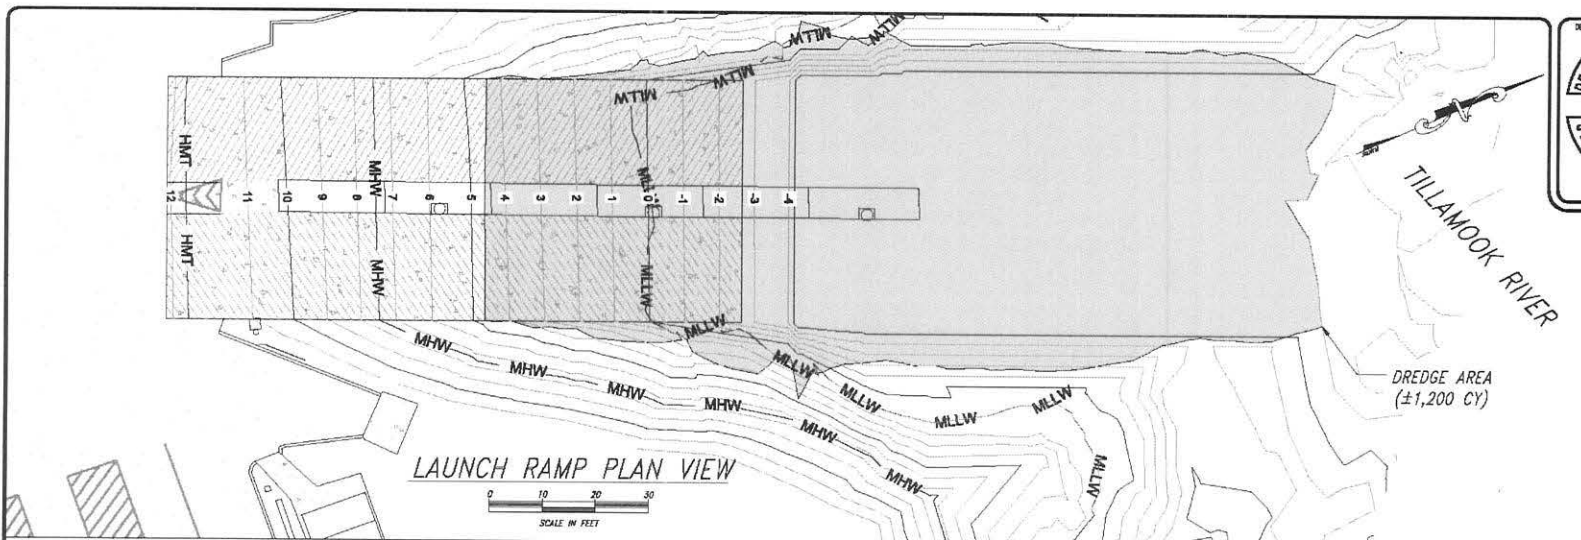 MLLW
MLLW
MLLW
MLLW
MLLW
HMT
MHW
12
11
10
9
8
7
6
5
4
3
2
1
0
-1
-2
-3
-4
HMT
MHW
MLLW
MLLW
MLLW
MLLW
MLLW
MLLW
MLLW
MHW
MHW
MHW
MHW
MHW
MHW
TILLAMOOK RIVER
DREDGE AREA
(±1,200 CY)
LAUNCH RAMP PLAN VIEW
0 10 20 30
SCALE IN FEET